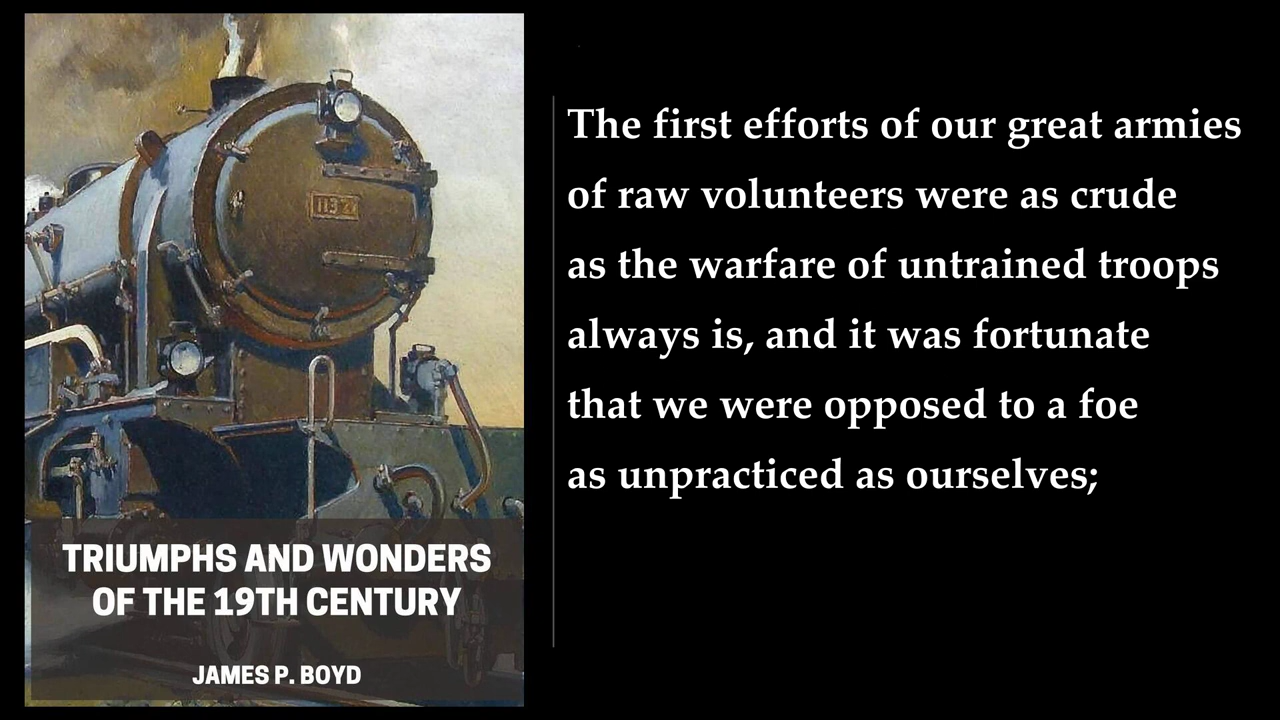 The first efforts of our great armies
of raw volunteers were as crude
as the warfare of untrained troops
always is, and it was fortunate
that we were opposed to a foe
as unpracticed as ourselves;
TRIUMPHS AND WONDERS
OF THE 19TH CENTURY
JAMES P. BOYD